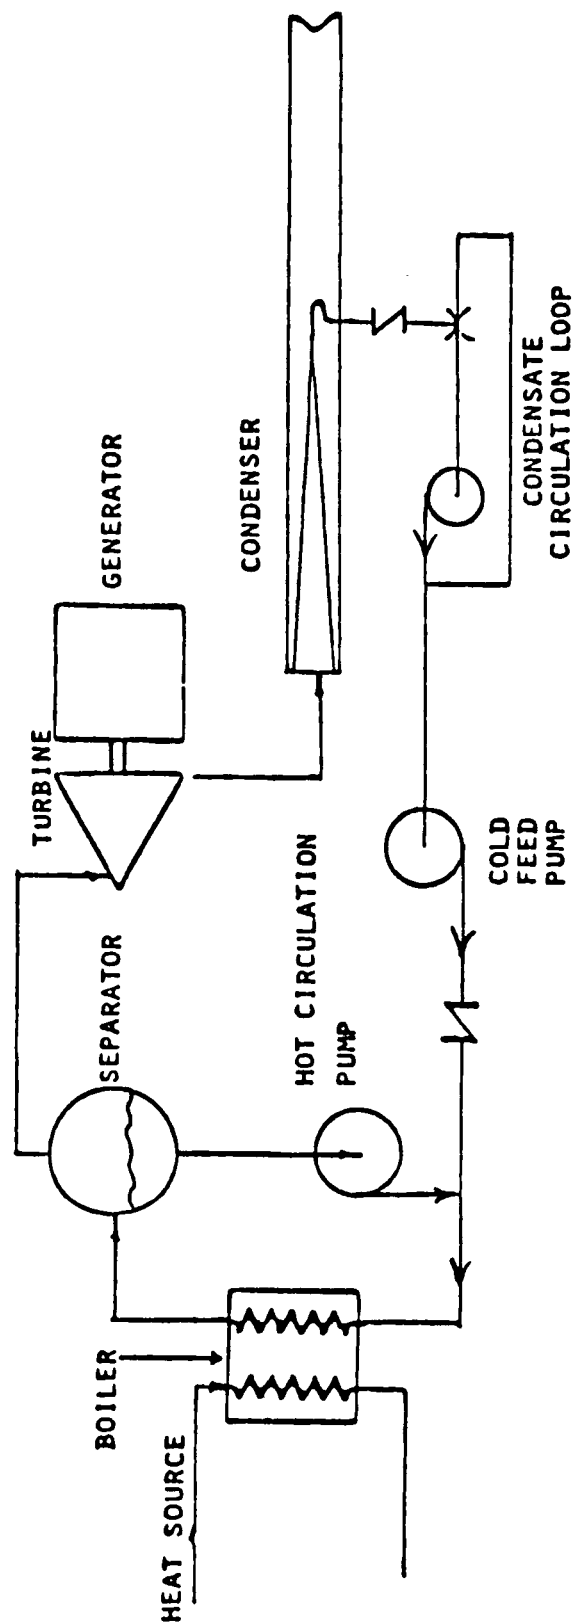 HEAT SOURCE
BOILER
SEPARATOR
TURBINE
GENERATOR
HOT CIRCULATION
PUMP
CONDENSER
COLD
FEED
PUMP
CONDENSATE
CIRCULATION LOOP